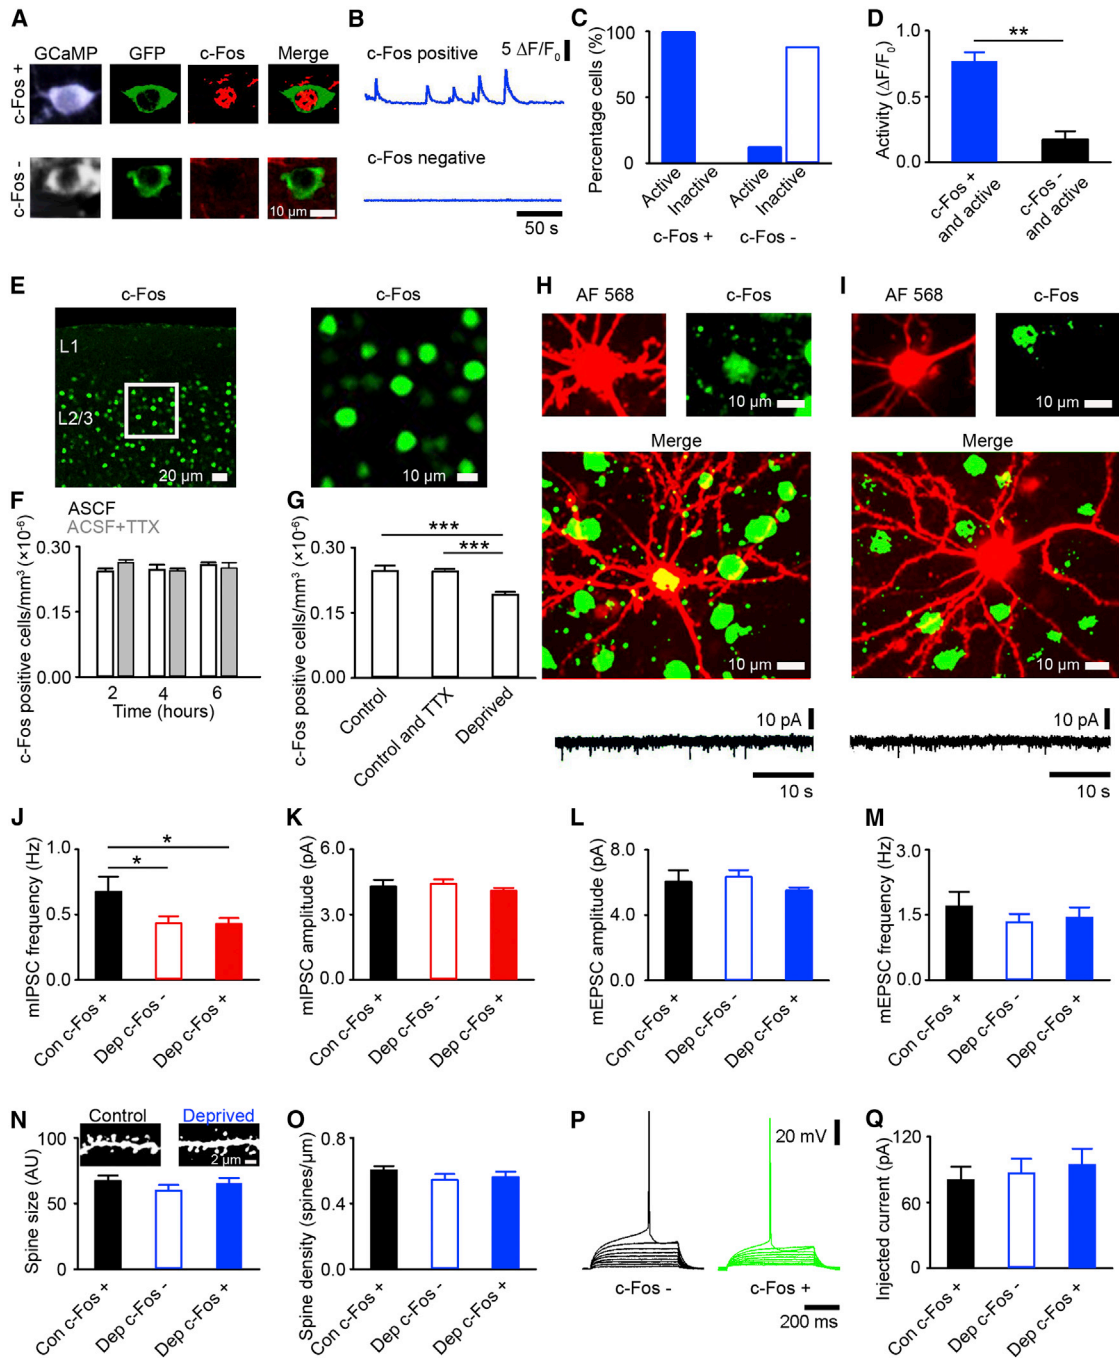 A
GCaMP GFP c-Fos Merge
c-Fos +
c-Fos -
10 µm
B
c-Fos positive
5 ΔF/F0
c-Fos negative
50 s
C
Percentage cells (%)
100
50
0
Active
Inactive
Active
Inactive
c-Fos + c-Fos -
D
Activity (ΔF/F0)
1.0
0.5
0.0
**
c-Fos +
and active
c-Fos -
and active
E
c-Fos
L1
L2/3
20 µm
c-Fos
10 µm
F
ASCF
ACSF+TTX
c-Fos positive cells/mm³ (×10⁻⁶)
0.30
0.15
0.00
2 4 6
Time (hours)
G
c-Fos positive cells/mm³ (×10⁻⁶)
0.30
0.15
0.00
***
***
Control
Control and TTX
Deprived
H
AF 568 c-Fos
10 µm
Merge
10 µm
10 pA
10 s
I
AF 568 c-Fos
10 µm
Merge
10 µm
10 pA
10 s
J
mIPSC frequency (Hz)
1.0
0.5
0.0
*
*
Con c-Fos +
Dep c-Fos -
Dep c-Fos +
K
mIPSC amplitude (pA)
6.0
4.0
0.0
Con c-Fos +
Dep c-Fos -
Dep c-Fos +
L
mEPSC amplitude (pA)
8.0
6.0
0.0
Con c-Fos +
Dep c-Fos -
Dep c-Fos +
M
mEPSC frequency (Hz)
3.0
1.5
0.0
Con c-Fos +
Dep c-Fos -
Dep c-Fos +
N
Control Deprived
2 µm
Spine size (AU)
100
50
0
Con c-Fos +
Dep c-Fos -
Dep c-Fos +
O
Spine density (spines/µm)
0.8
0.6
0.0
Con c-Fos +
Dep c-Fos -
Dep c-Fos +
P
20 mV
c-Fos - c-Fos +
200 ms
Q
Injected current (pA)
120
60
0
Con c-Fos +
Dep c-Fos -
Dep c-Fos +